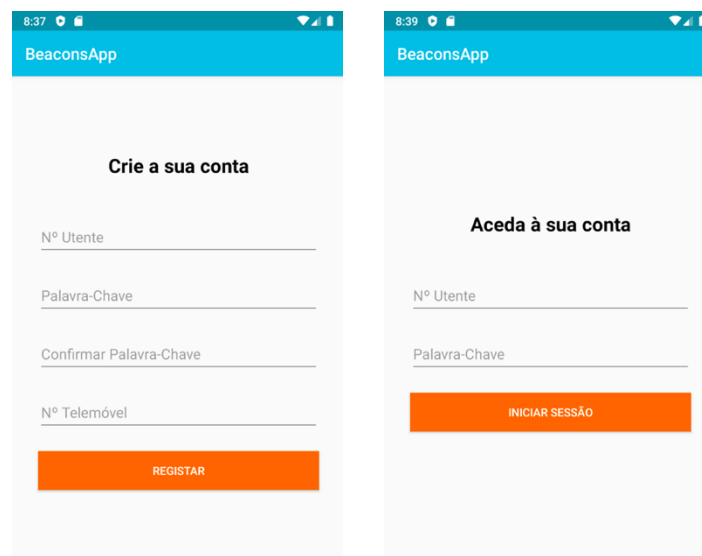 8:37
BeaconsApp
Crie a sua conta
Nº Utente
Palavra-Chave
Confirmar Palavra-Chave
Nº Telemóvel
REGISTAR
8:39
BeaconsApp
Aceda à sua conta
Nº Utente
Palavra-Chave
INICIAR SESSÃO